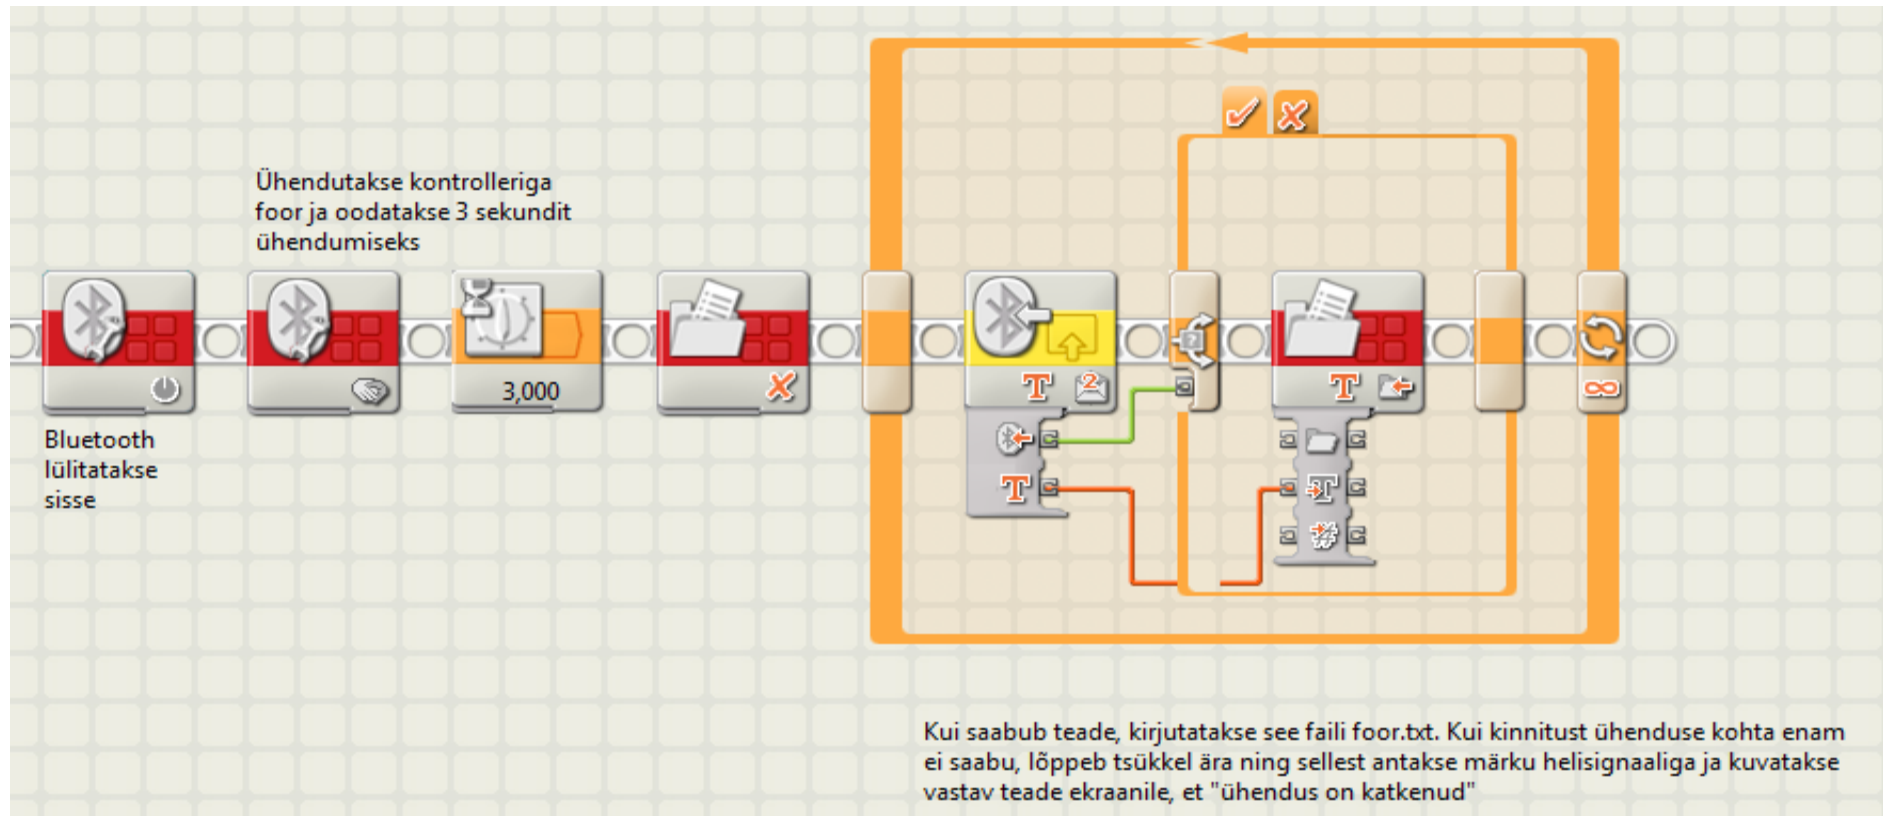 Ühendutakse kontrolleriga
foor ja oodatakse 3 sekundit
ühendumiseks
3,000
T 2
T
T
T
#
∞
Bluetooth
lülitatakse
sisse
Kui saabub teade, kirjutatakse see faili foor.txt. Kui kinnitust ühenduse kohta enam
ei saabu, lõppeb tsükkel ära ning sellest antakse märku helisignaaliga ja kuvatakse
vastav teade ekraanile, et "ühendus on katkenud"